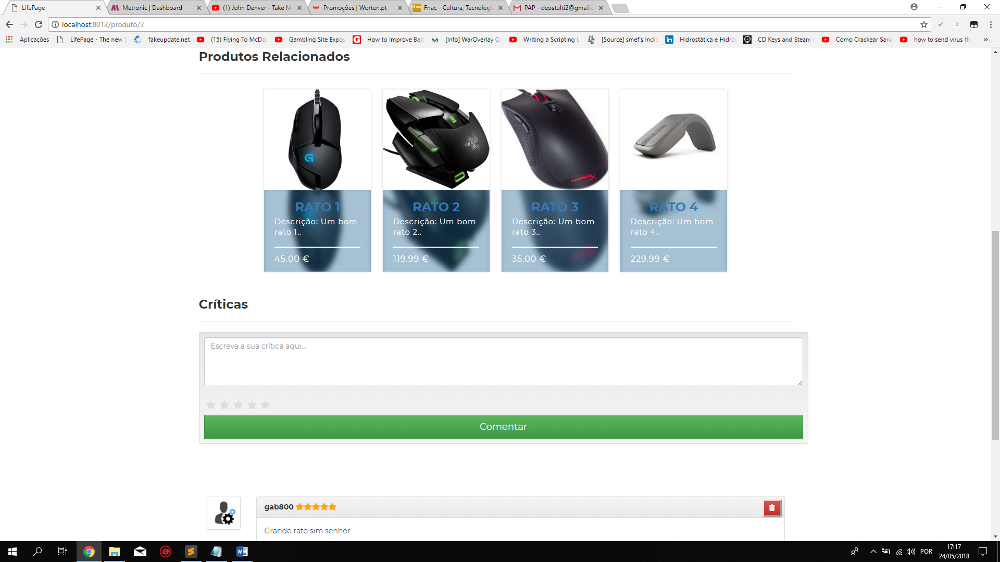 LifePage
Metronic | Dashboard
(1) John Denver - Take M
Promoções | Worten.pt
Fnac - Cultura, Tecnologi
PAP - deostulti2@gmail.c
localhost:8012/produto/2
Aplicações
LifePage - The new S
fakeupdate.net
(15) Flying To McDo
Gambling Site Expos
How to Improve Bat
[Info] WarOverlay Cr
Writing a Scripting L
[Source] smef's Indig
Hidrostática e Hidro
CD Keys and Steam
Como Crackear Sanc
how to send virus th
»
Produtos Relacionados
RATO 1
Descrição: Um bom
rato 1..
45.00 €
RATO 2
Descrição: Um bom
rato 2..
119.99 €
HYPERX
RATO 3
Descrição: Um bom
rato 3..
35.00 €
RATO 4
Descrição: Um bom
rato 4..
229.99 €
Críticas
Escreva a sua crítica aqui...
Comentar
gab800
Grande rato sim senhor
POR
17:17
24/05/2018